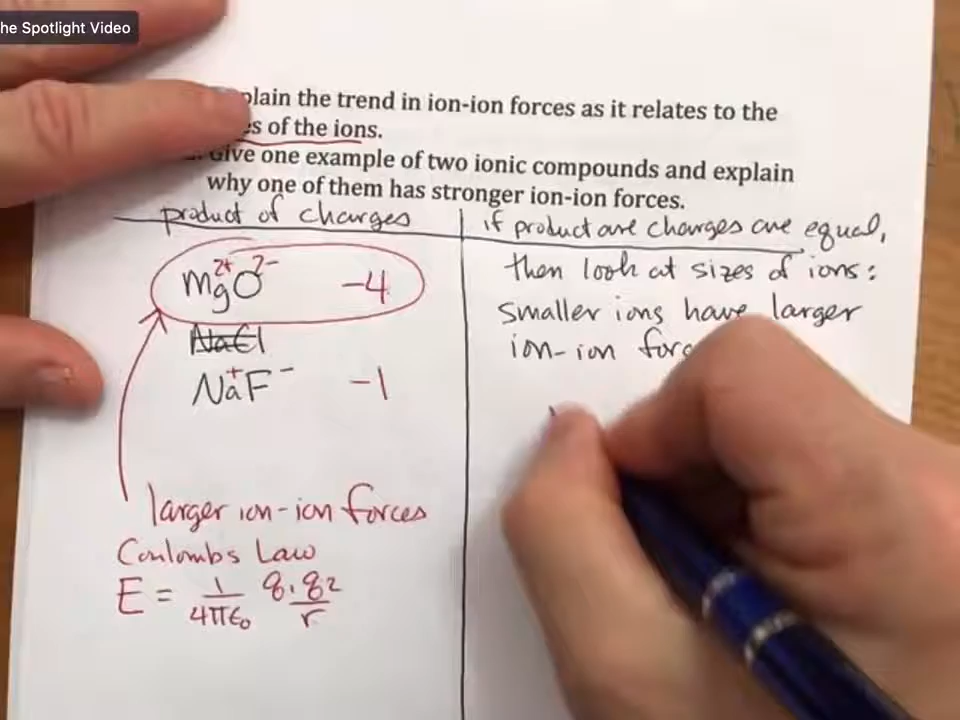 he Spotlight Video
plain the trend in ion-ion forces as it relates to the
es of the ions.
Give one example of two ionic compounds and explain
why one of them has stronger ion-ion forces.
product of charges
Mg²⁺O²⁻ -4
NaCl
Na⁺F⁻ -1
larger ion-ion forces
Coulombs Law
E = 1/4πϵ₀ q₁q₂/r
if product are charges are equal,
then look at sizes of ions:
smaller ions have larger
ion-ion forc